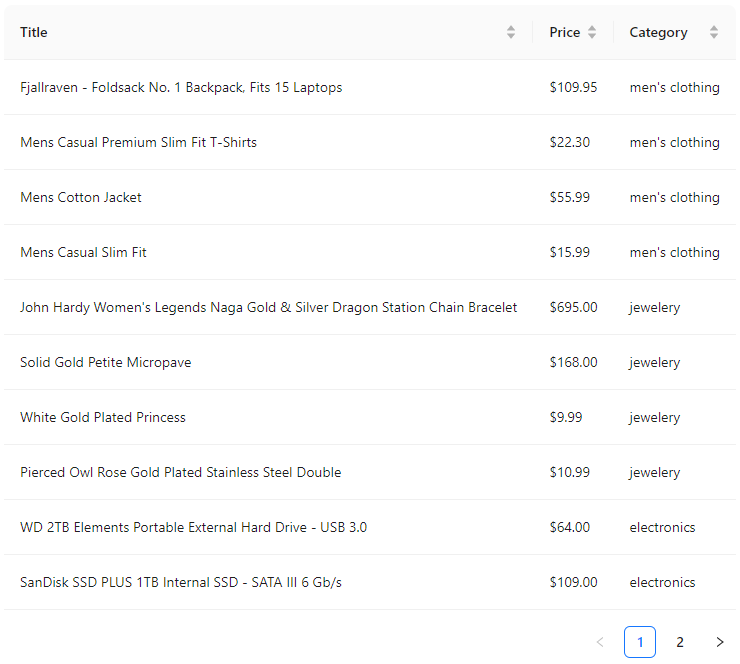 Title Price Category
Fjallraven - Foldsack No. 1 Backpack, Fits 15 Laptops $109.95 men's clothing
Mens Casual Premium Slim Fit T-Shirts $22.30 men's clothing
Mens Cotton Jacket $55.99 men's clothing
Mens Casual Slim Fit $15.99 men's clothing
John Hardy Women's Legends Naga Gold & Silver Dragon Station Chain Bracelet $695.00 jewelery
Solid Gold Petite Micropave $168.00 jewelery
White Gold Plated Princess $9.99 jewelery
Pierced Owl Rose Gold Plated Stainless Steel Double $10.99 jewelery
WD 2TB Elements Portable External Hard Drive - USB 3.0 $64.00 electronics
SanDisk SSD PLUS 1TB Internal SSD - SATA III 6 Gb/s $109.00 electronics
1 2